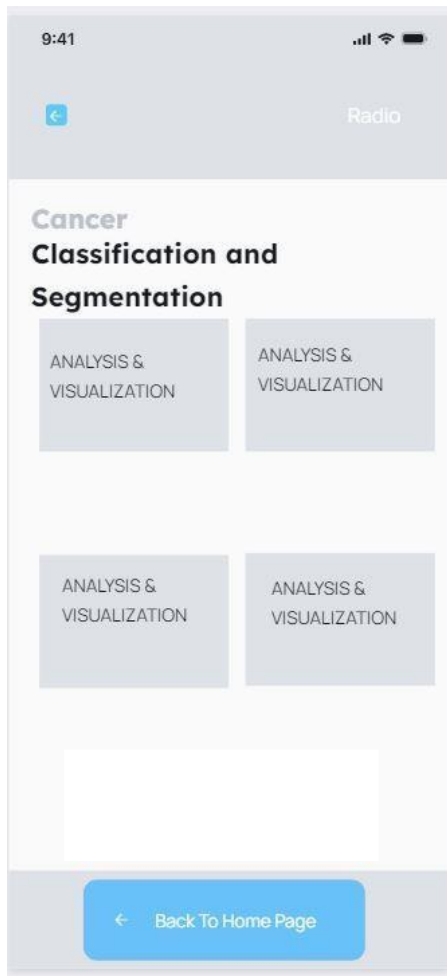 9:41
Radio
Cancer
Classification and
Segmentation
ANALYSIS &
VISUALIZATION
ANALYSIS &
VISUALIZATION
ANALYSIS &
VISUALIZATION
ANALYSIS &
VISUALIZATION
Back To Home Page